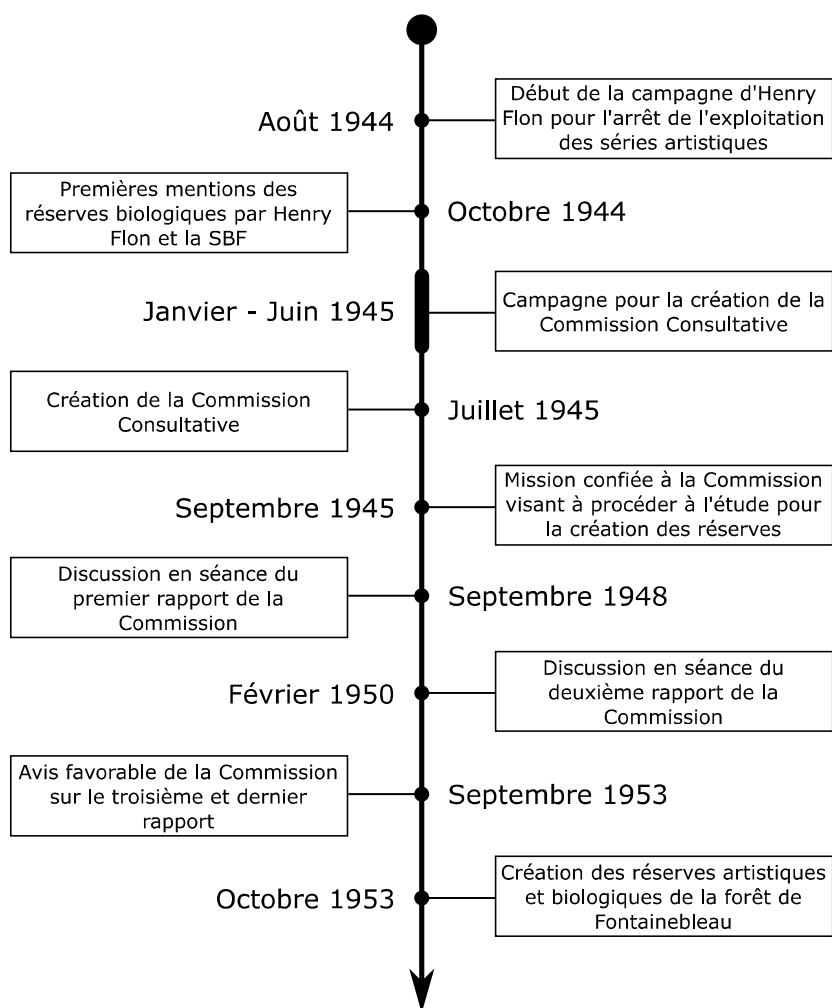 Août 1944
Début de la campagne d'Henry
Flon pour l'arrêt de l'exploitation
des séries artistiques
Premières mentions des
réserves biologiques par Henry
Flon et la SBF
Octobre 1944
Janvier - Juin 1945
Campagne pour la création de la
Commission Consultative
Création de la Commission
Consultative
Juillet 1945
Septembre 1945
Mission confiée à la Commission
visant à procéder à l'étude pour
la création des réserves
Discussion en séance du
premier rapport de la
Commission
Septembre 1948
Février 1950
Discussion en séance du
deuxième rapport de la
Commission
Avis favorable de la Commission
sur le troisième et dernier
rapport
Septembre 1953
Octobre 1953
Création des réserves artistiques
et biologiques de la forêt de
Fontainebleau